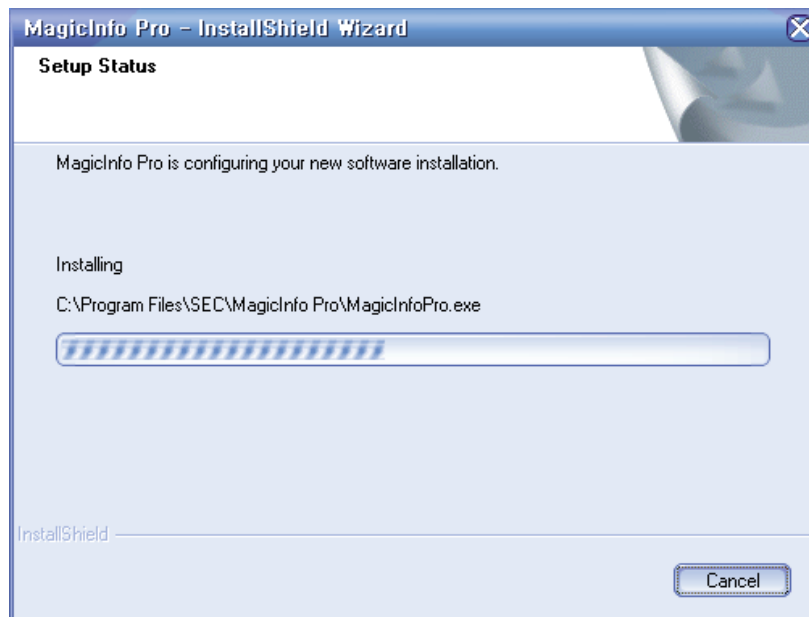 MagicInfo Pro - InstallShield Wizard
Setup Status
MagicInfo Pro is configuring your new software installation.
Installing
C:\Program Files\SEC\MagicInfo Pro\MagicInfoPro.exe
InstallShield
Cancel